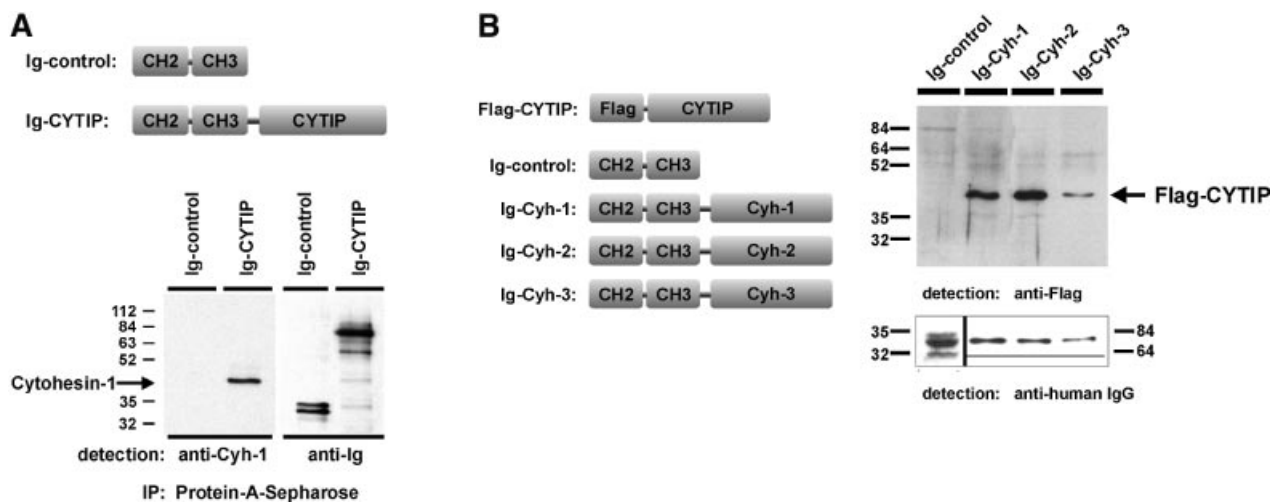 A
Ig-control: CH2 CH3
Ig-CYTIP: CH2 CH3 CYTIP
Ig-control
Ig-CYTIP
Ig-control
Ig-CYTIP
112
84
63
52
Cytohesin-1
35
32
detection: anti-Cyh-1 anti-Ig
IP: Protein-A-Sepharose
B
Flag-CYTIP: Flag CYTIP
Ig-control: CH2 CH3
Ig-Cyh-1: CH2 CH3 Cyh-1
Ig-Cyh-2: CH2 CH3 Cyh-2
Ig-Cyh-3: CH2 CH3 Cyh-3
Ig-control
Ig-Cyh-1
Ig-Cyh-2
Ig-Cyh-3
84
64
52
Flag-CYTIP
35
32
detection: anti-Flag
35 84
32 64
detection: anti-human IgG